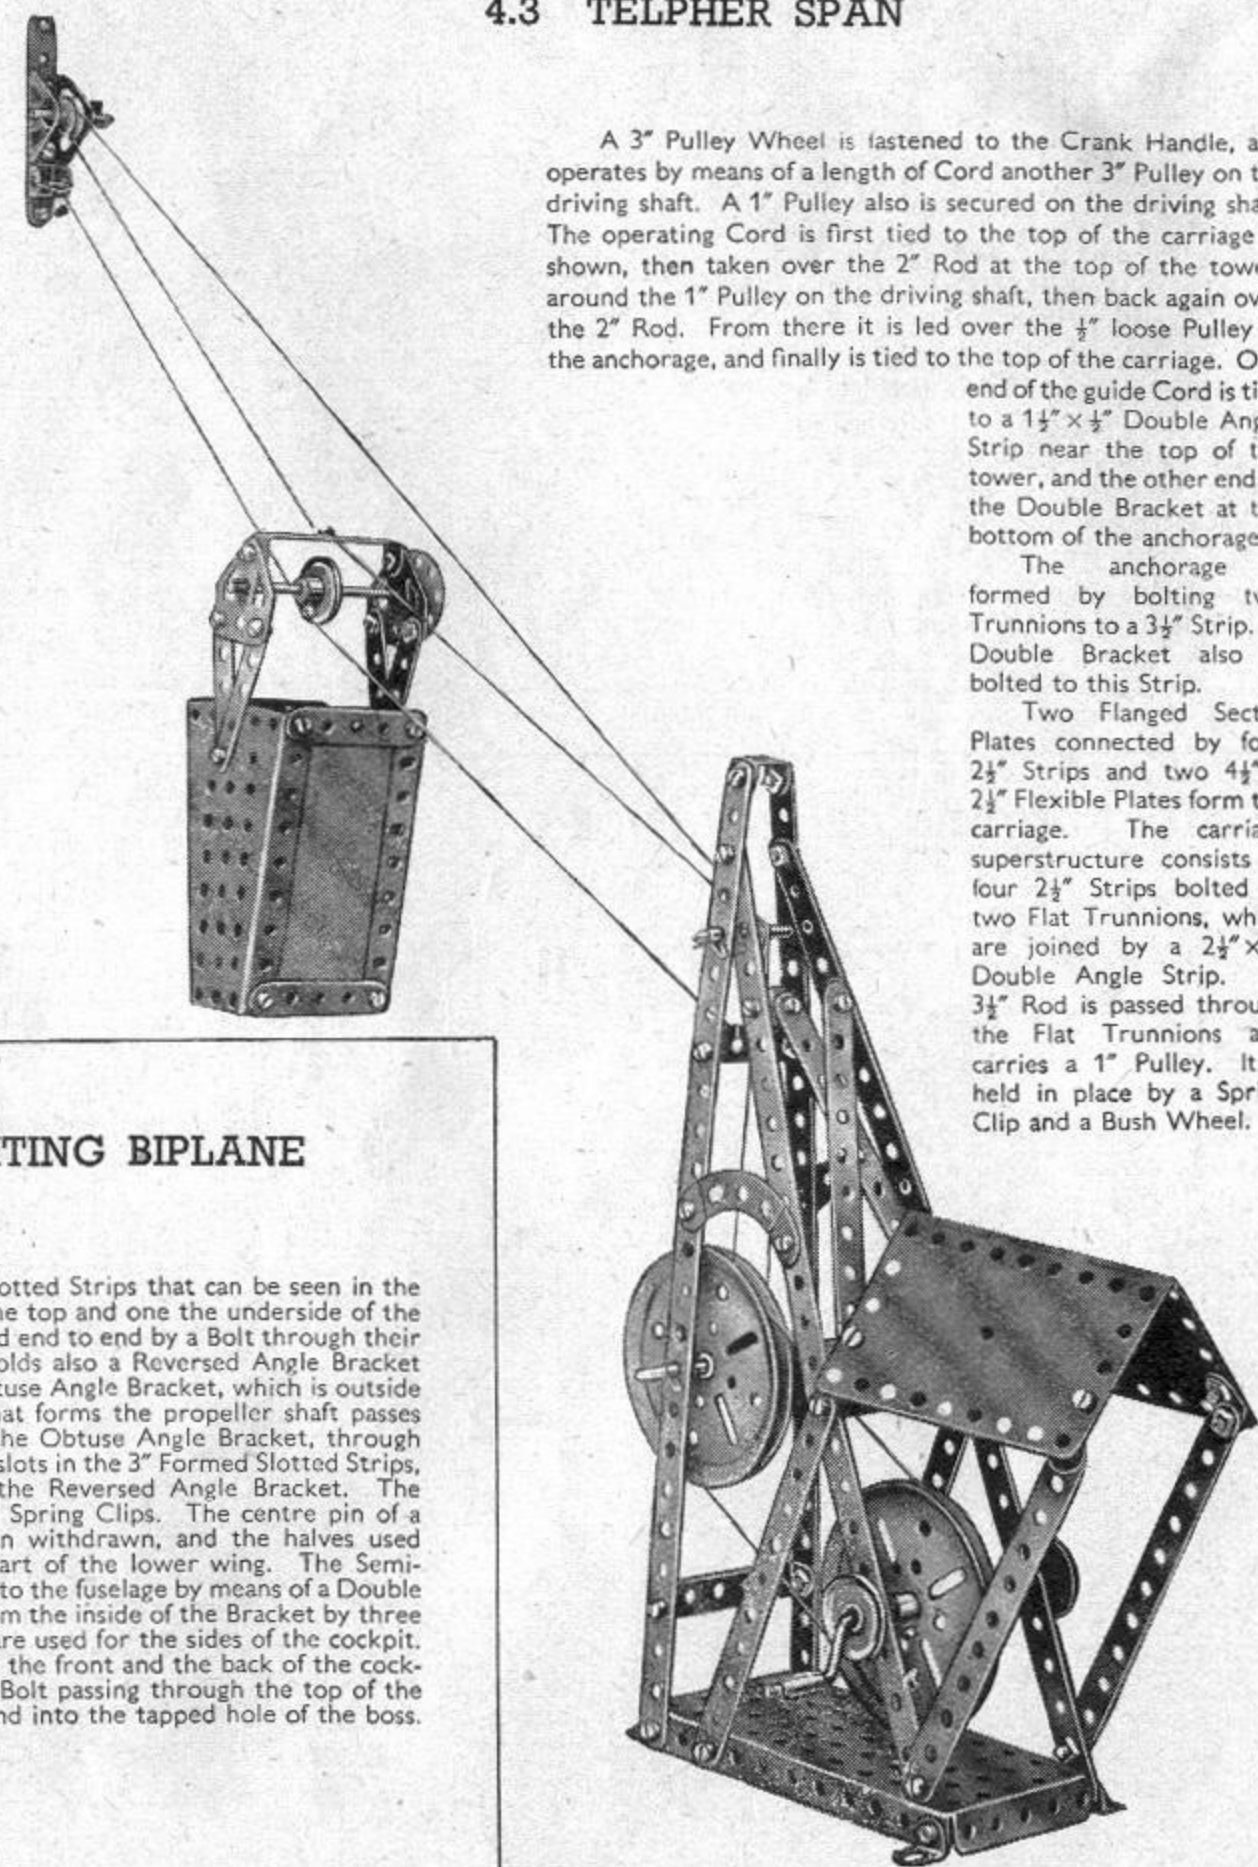 4.3 TELPHER SPAN
A 3″ Pulley Wheel is fastened to the Crank Handle, a
operates by means of a length of Cord another 3″ Pulley on t
driving shaft. A 1″ Pulley also is secured on the driving sha
The operating Cord is first tied to the top of the carriage
shown, then taken over the 2″ Rod at the top of the towe
around the 1″ Pulley on the driving shaft, then back again ov
the 2″ Rod. From there it is led over the ½″ loose Pulley
the anchorage, and finally is tied to the top of the carriage. O
end of the guide Cord is ti
to a 1½″ × ½″ Double Ang
Strip near the top of t
tower, and the other end
the Double Bracket at t
bottom of the anchorage
The anchorage
formed by bolting tw
Trunnions to a 3½″ Strip.
Double Bracket also
bolted to this Strip.
Two Flanged Sect
Plates connected by fo
2½″ Strips and two 4½″
2½″ Flexible Plates form t
carriage. The carria
superstructure consists
four 2½″ Strips bolted
two Flat Trunnions, wh
are joined by a 2½″ ×
Double Angle Strip.
3½″ Rod is passed throu
the Flat Trunnions a
carries a 1″ Pulley. It
held in place by a Spri
Clip and a Bush Wheel.
TING BIPLANE
lotted Strips that can be seen in the
he top and one the underside of the
d end to end by a Bolt through their
olds also a Reversed Angle Bracket
tuse Angle Bracket, which is outside
hat forms the propeller shaft passes
the Obtuse Angle Bracket, through
slots in the 3″ Formed Slotted Strips,
the Reversed Angle Bracket. The
Spring Clips. The centre pin of a
n withdrawn, and the halves used
art of the lower wing. The Semi-
to the fuselage by means of a Double
om the inside of the Bracket by three
are used for the sides of the cockpit.
the front and the back of the cock-
Bolt passing through the top of the
nd into the tapped hole of the boss.